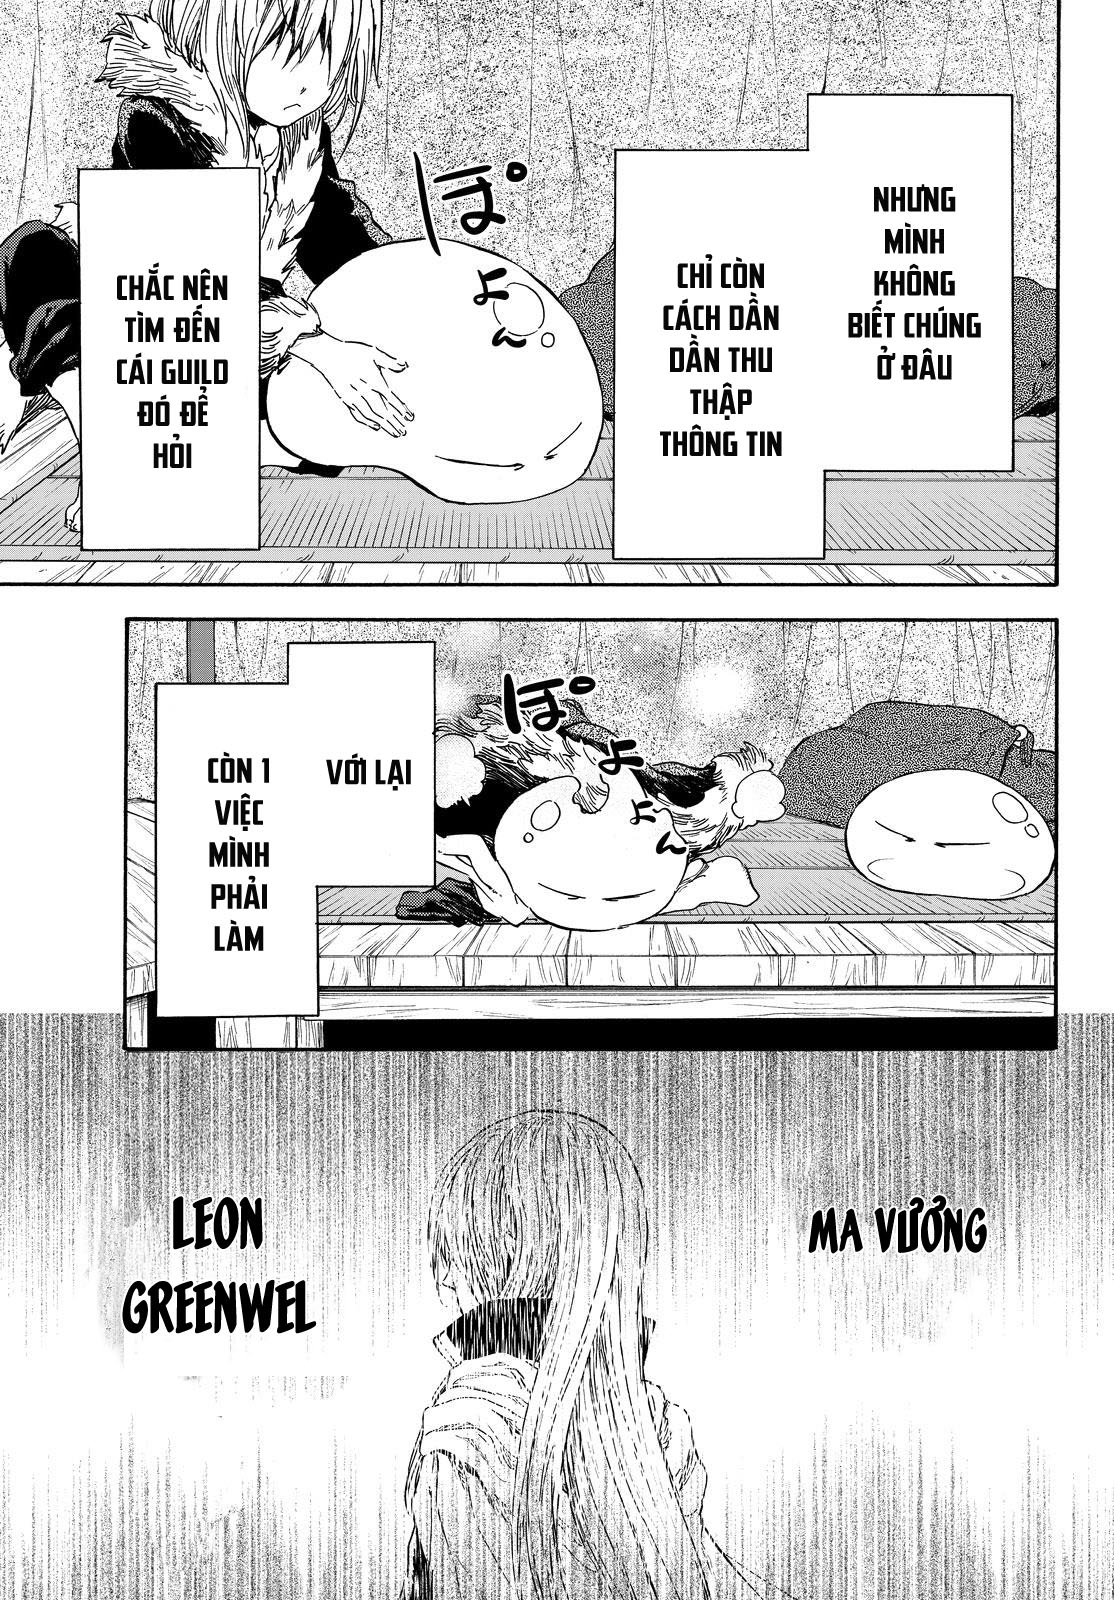 NHƯNG
MÌNH
KHÔNG
BIẾT CHÚNG
Ở ĐÂU
CHỈ CÒN
CÁCH DẦN
DẦN THU
THẬP
THÔNG TIN
ぽよん
CHẮC NÊN
TÌM ĐẾN
CÁI GUILD
ĐÓ ĐỂ
HỎI
ぽよよん
VỚI LẠI
CÒN 1
VIỆC
MÌNH
PHẢI
LÀM
MA VƯƠNG
LEON
GREENWEL